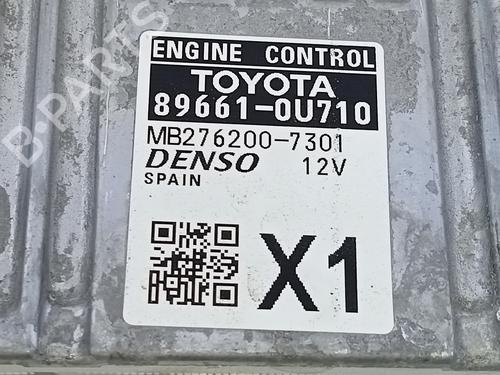 ENGINE CONTROL
TOYOTA
89661-0U710
MB276200-7301
DENSO 12V
SPAIN
X1
B-PARTS